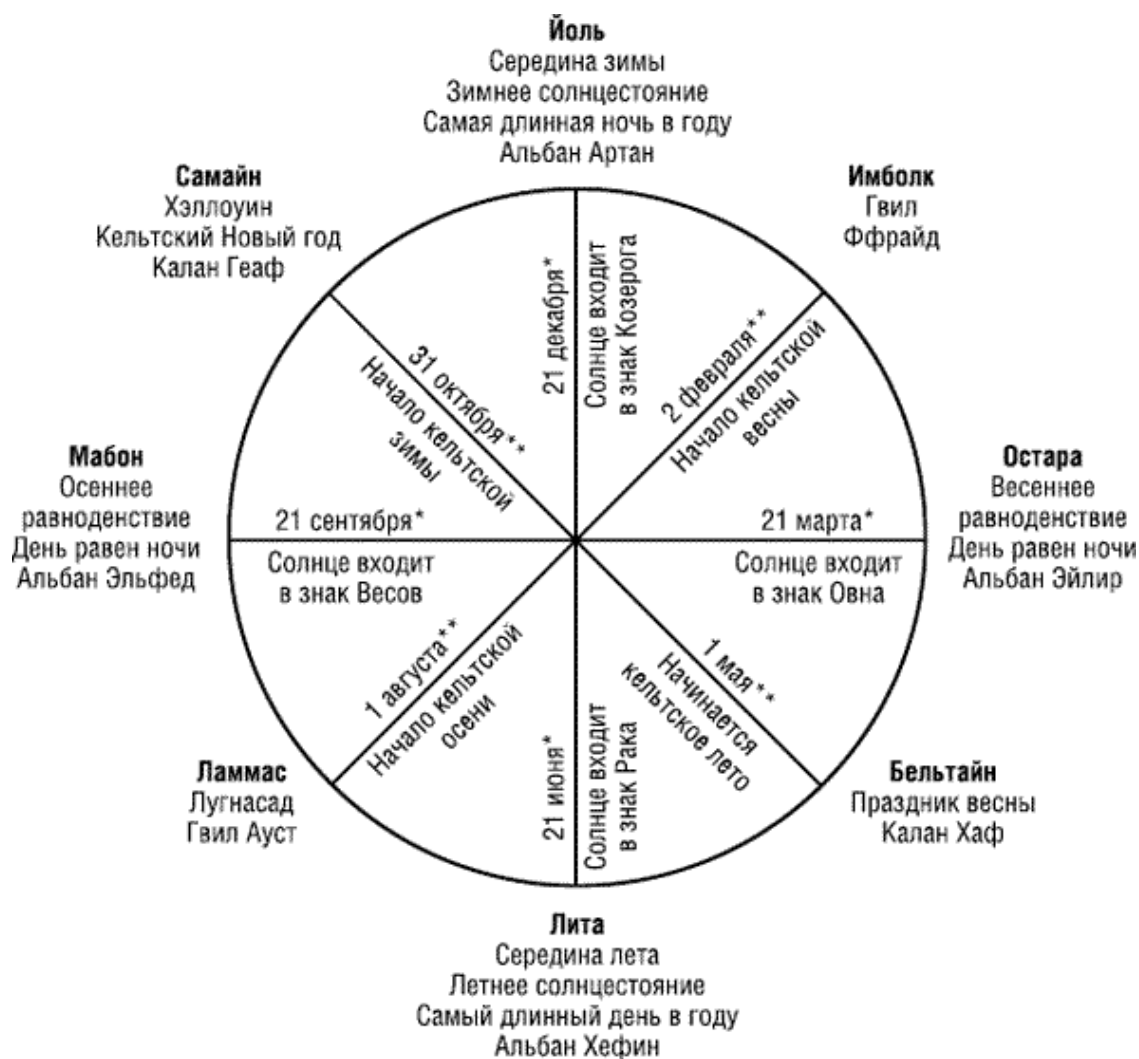 Йоль
Середина зимы
Зимнее солнцестояние
Самая длинная ночь в году
Альбан Артан
Самайн
Хэллоуин
Кельтский Новый год
Калан Геаф
Имболк
Гвил
Ффрайд
21 декабря*
Солнце входит
в знак Козерога
2 февраля**
Начало кельтской
весны
31 октября**
Начало кельтской
зимы
Мабон
Осеннее
равноденствие
День равен ночи
Альбан Эльфед
21 сентября*
Солнце входит
в знак Весов
21 марта*
Солнце входит
в знак Овна
Остара
Весеннее
равноденствие
День равен ночи
Альбан Эйлир
1 августа**
Начало кельтской
осени
21 июня*
Солнце входит
в знак Рака
1 мая**
Начинается
кельтское лето
Ламмас
Лугнасад
Гвил Ауст
Бельтайн
Праздник весны
Калан Хаф
Лита
Середина лета
Летнее солнцестояние
Самый длинный день в году
Альбан Хефин